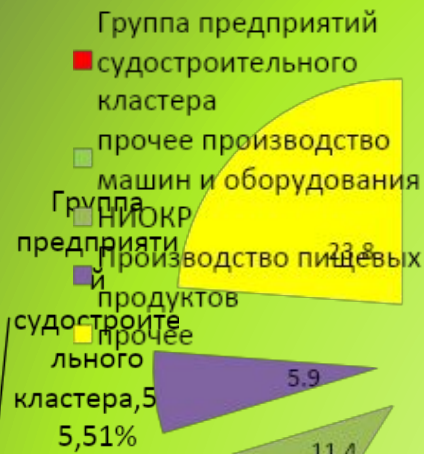 Группа предприятий
судостроительного
кластера
прочее производство
машин и оборудования
НИОКР
Производство пищевых
продуктов
прочее
Группа
предприяти
й
судостроите
льного
кластера,5
5,51%
23.8
5.9
11.4